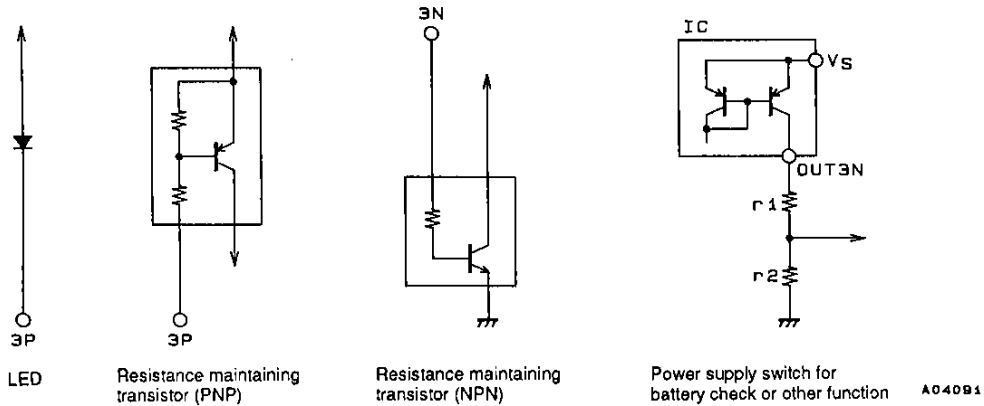 3N
IC
VS
OUT3N
r1
r2
3P
3P
LED
Resistance maintaining
transistor (PNP)
Resistance maintaining
transistor (NPN)
Power supply switch for
battery check or other function
A04091